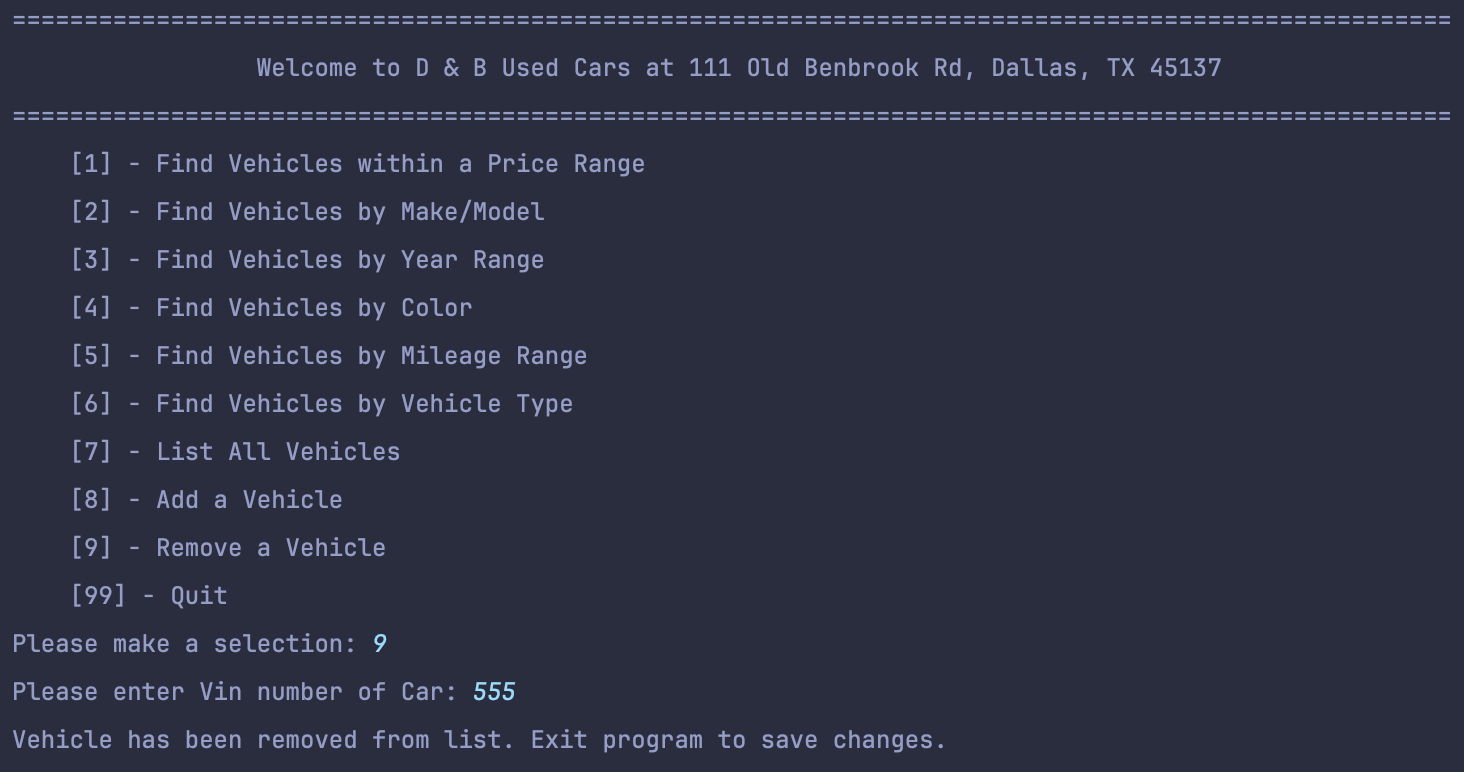 ====================================================================================================
Welcome to D & B Used Cars at 111 Old Benbrook Rd, Dallas, TX 45137
====================================================================================================
[1] - Find Vehicles within a Price Range
[2] - Find Vehicles by Make/Model
[3] - Find Vehicles by Year Range
[4] - Find Vehicles by Color
[5] - Find Vehicles by Mileage Range
[6] - Find Vehicles by Vehicle Type
[7] - List All Vehicles
[8] - Add a Vehicle
[9] - Remove a Vehicle
[99] - Quit
Please make a selection: 9
Please enter Vin number of Car: 555
Vehicle has been removed from list. Exit program to save changes.